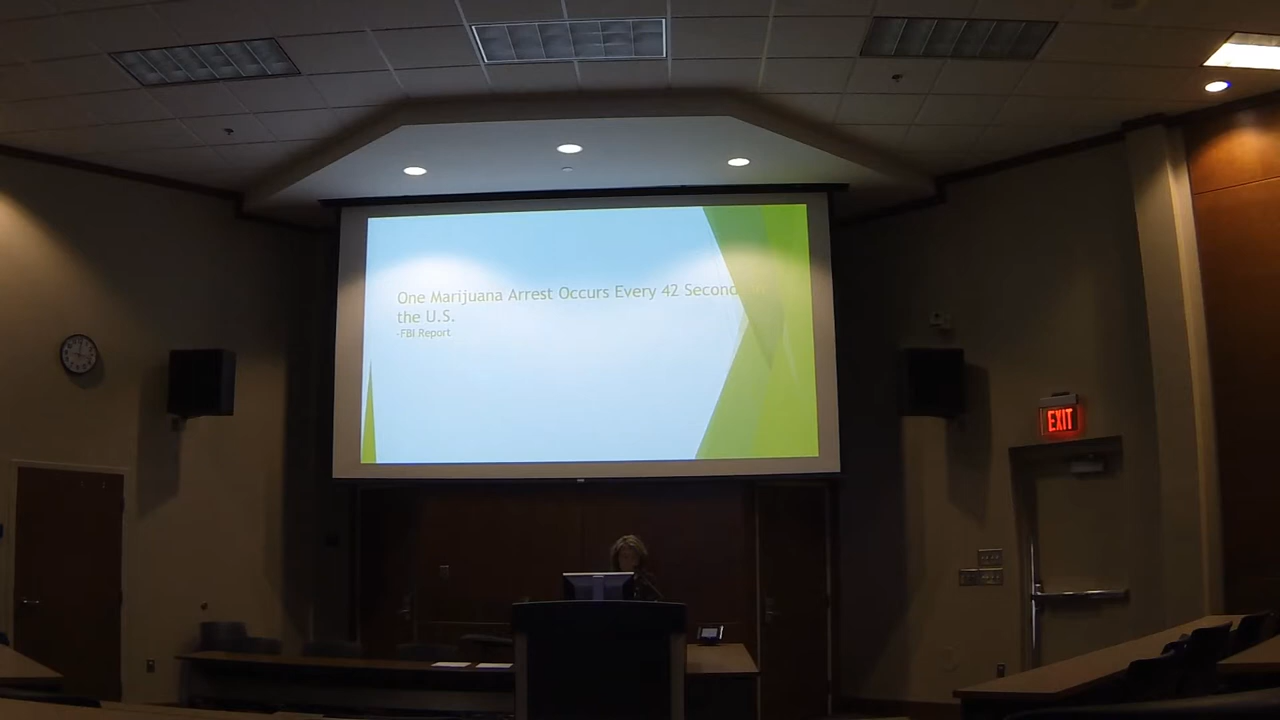 One Marijuana Arrest Occurs Every 42 Second
the U.S.
-FBI Report
EXIT